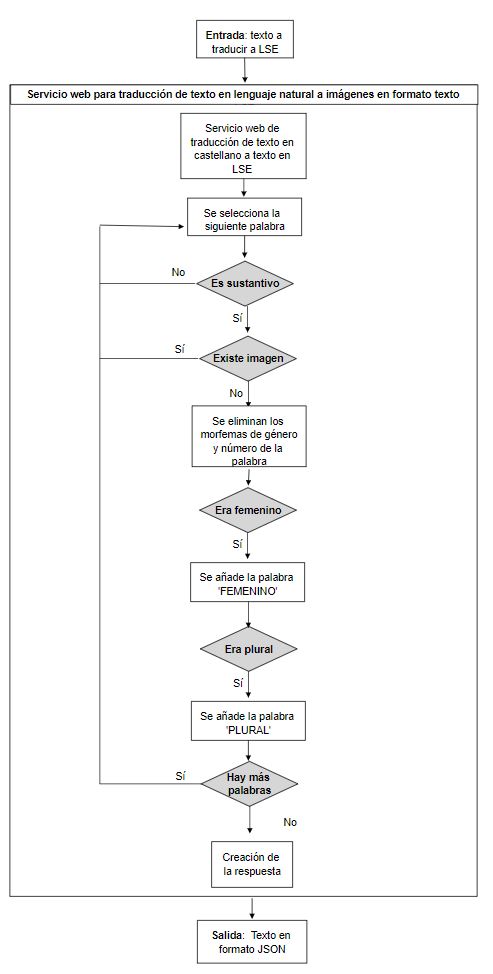 Entrada: texto a
traducir a LSE
Servicio web para traducción de texto en lenguaje natural a imágenes en formato texto
Servicio web de
traducción de texto en
castellano a texto en
LSE
Se selecciona la
siguiente palabra
No
Es sustantivo
Sí
Sí
Existe imagen
No
Se eliminan los
morfemas de género
y número de la
palabra
Era femenino
Sí
Se añade la palabra
'FEMENINO'
Era plural
Sí
Se añade la palabra
'PLURAL'
Sí
Hay más
palabras
No
Creación de
la respuesta
Salida: Texto en
formato JSON